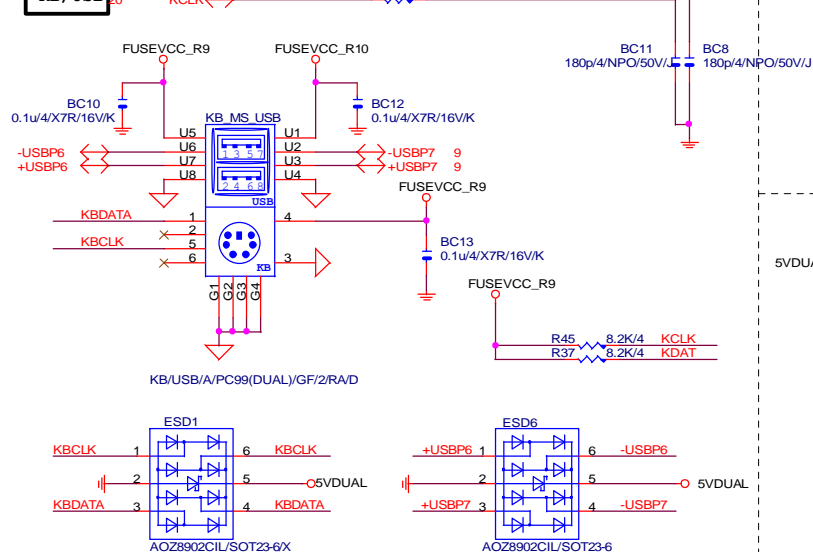 KCLK
BC11
180p/4/NPO/50V/J
BC8
180p/4/NPO/50V/J
FUSEVCC_R9
FUSEVCC_R10
BC10
0.1u/4/X7R/16V/K
BC12
0.1u/4/X7R/16V/K
KB_MS_USB
U5
U6
U7
U8
U1
U2
U3
U4
1 3 5 7
2 4 6 8
USB
-USBP6
+USBP6
-USBP7 9
+USBP7 9
FUSEVCC_R9
KBDATA
KBCLK
1
2
5
6
4
3
KB
BC13
0.1u/4/X7R/16V/K
5VDUA
G1
G2
G3
G4
FUSEVCC_R9
R45 8.2K/4 KCLK
R37 8.2K/4 KDAT
KB/USB/A/PC99(DUAL)/GF/2/RA/D
ESD1
KBCLK 1 6 KBCLK
2 5 5VDUAL
KBDATA 3 4 KBDATA
AOZ8902CIL/SOT23-6/X
ESD6
+USBP6 1 6 -USBP6
2 5 5VDUAL
+USBP7 3 4 -USBP7
AOZ8902CIL/SOT23-6